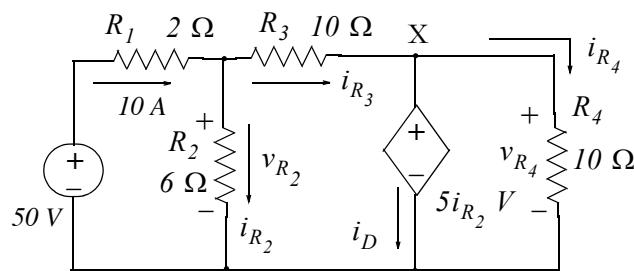 R1 2 Ω R3 10 Ω X
iR4
10 A iR3
+ + R4
+ R2 vR2 + vR4 10 Ω
− 6 Ω −
50 V − iR2 iD 5iR2 V −